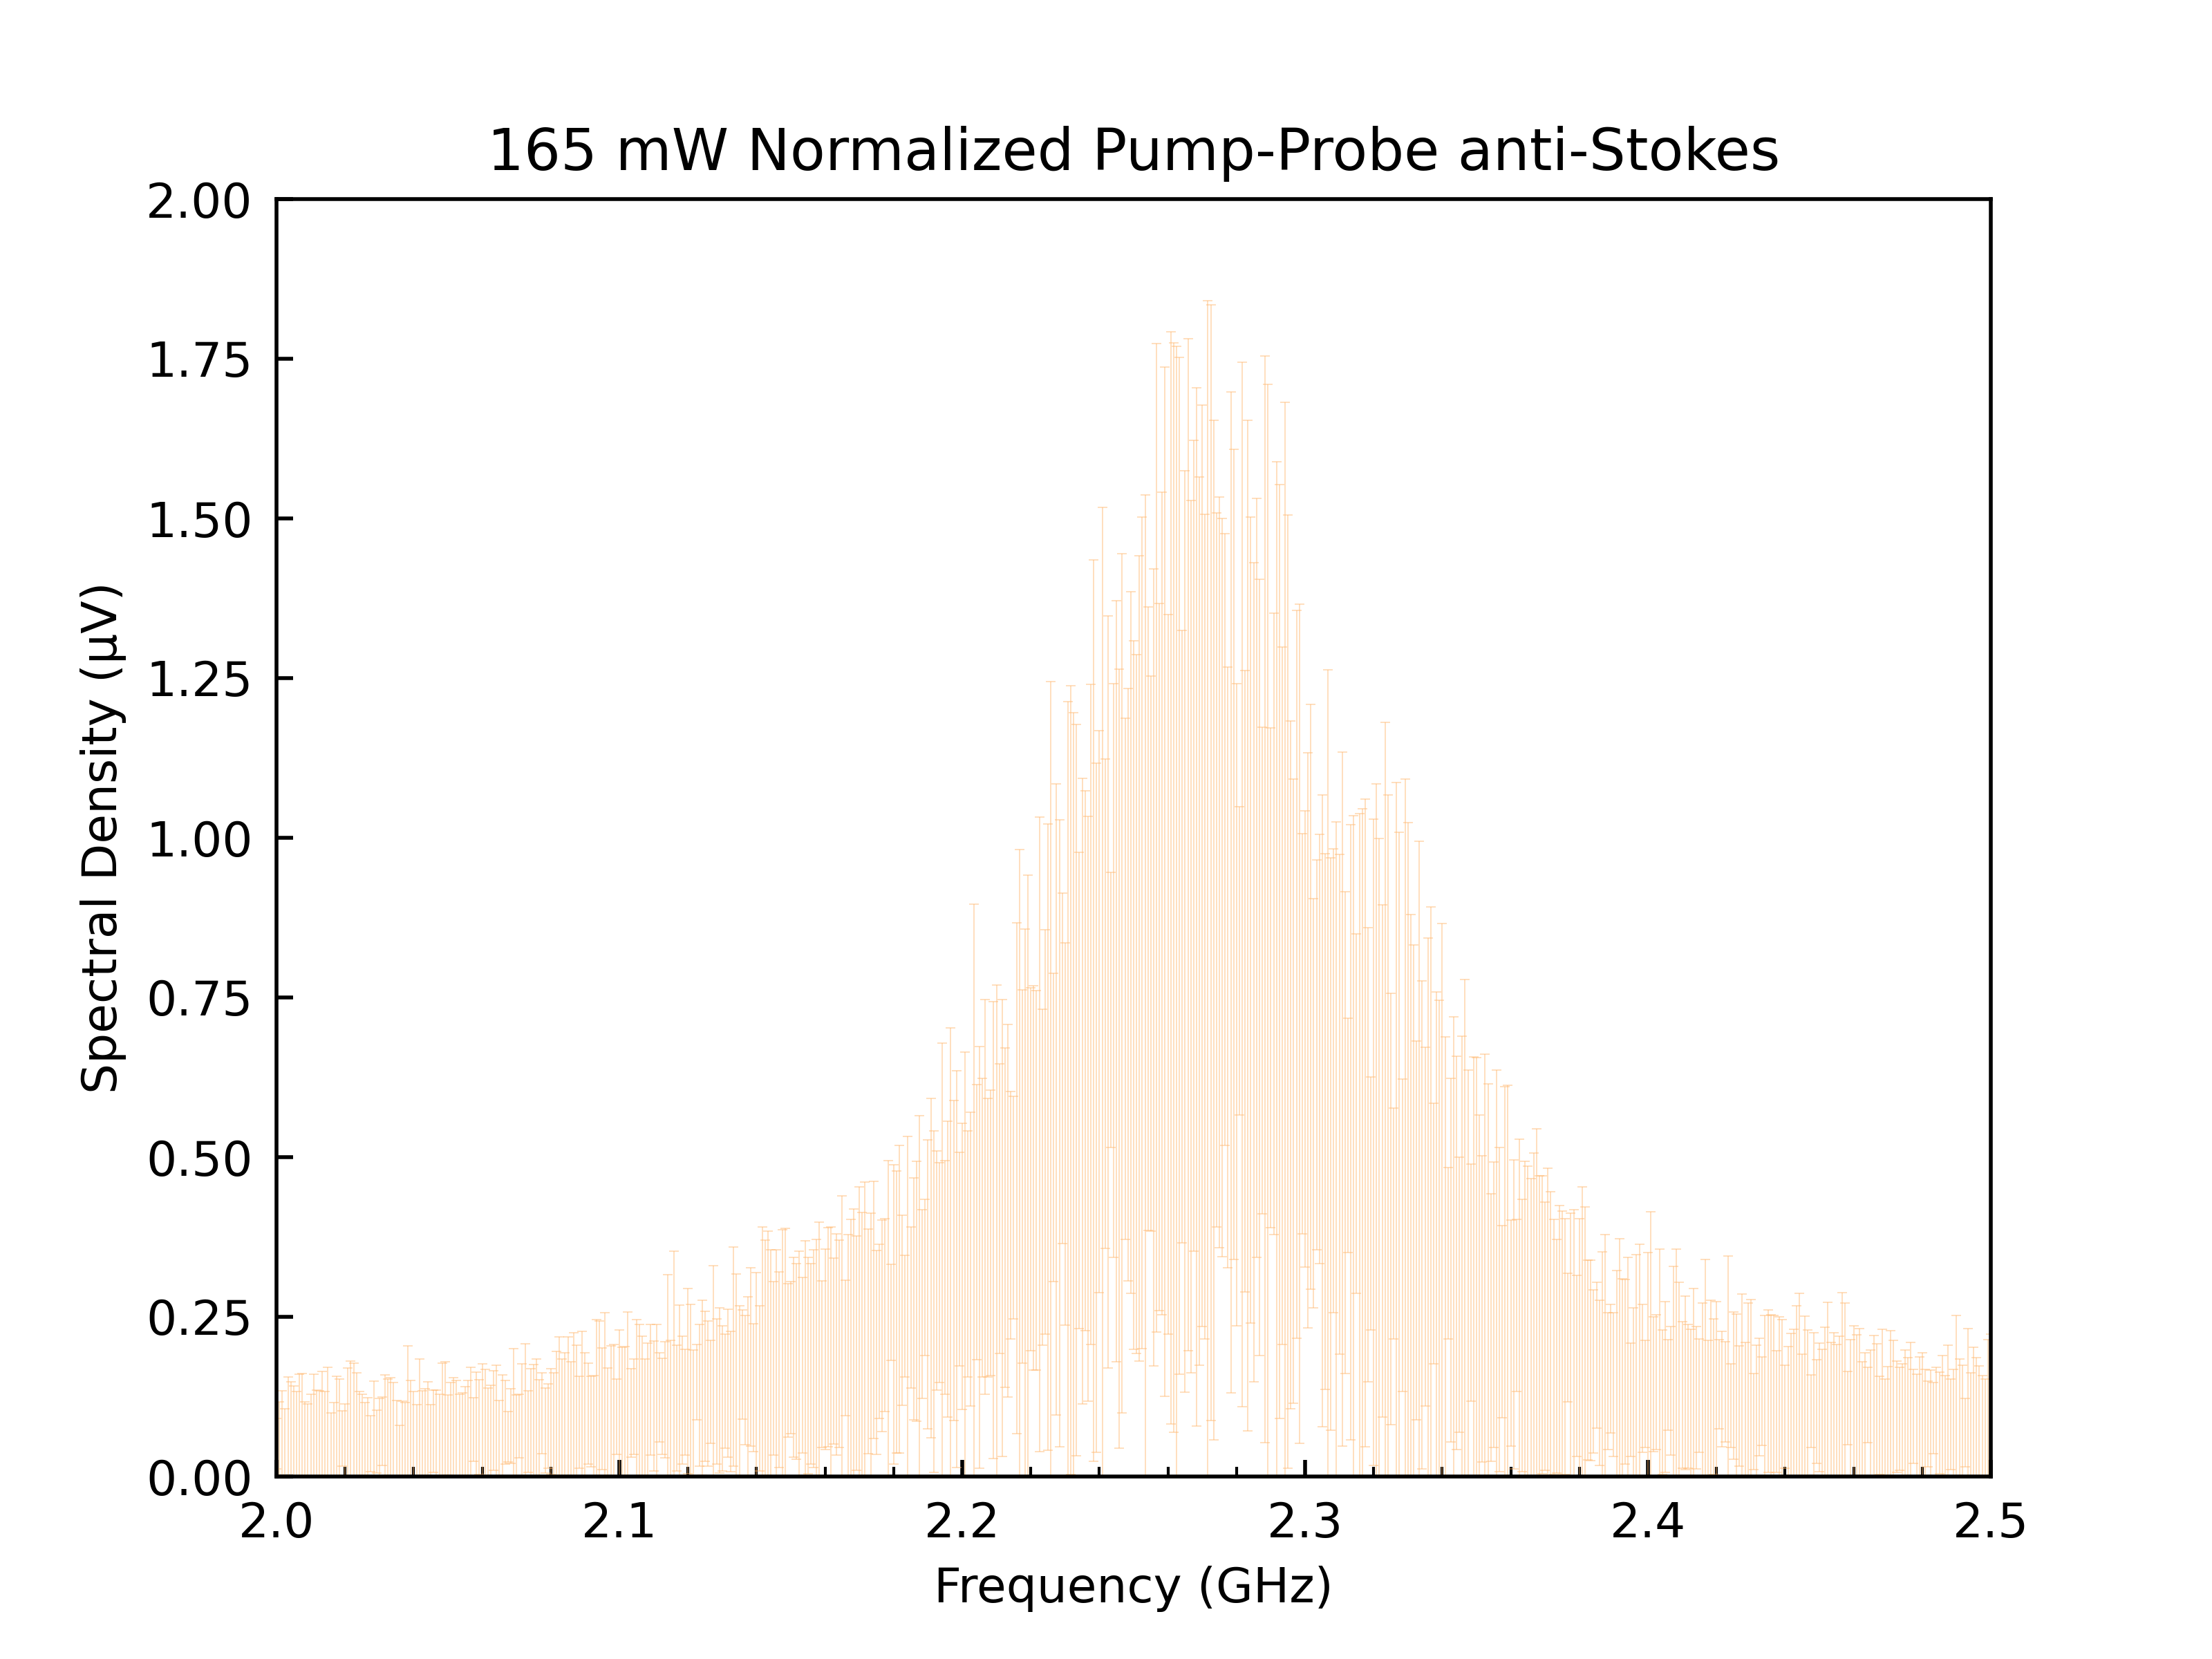 165 mW Normalized Pump-Probe anti-Stokes
2.00
1.75
1.50
1.25
1.00
0.75
0.50
0.25
0.00
Spectral Density (µV)
2.0 2.1 2.2 2.3 2.4 2.5
Frequency (GHz)